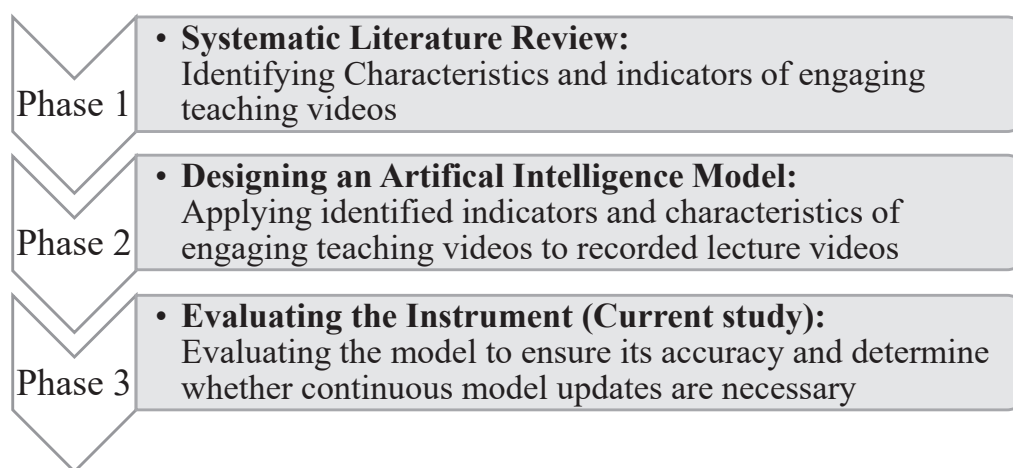 Phase 1
• Systematic Literature Review:
Identifying Characteristics and indicators of engaging
teaching videos
Phase 2
• Designing an Artifical Intelligence Model:
Applying identified indicators and characteristics of
engaging teaching videos to recorded lecture videos
Phase 3
• Evaluating the Instrument (Current study):
Evaluating the model to ensure its accuracy and determine
whether continuous model updates are necessary